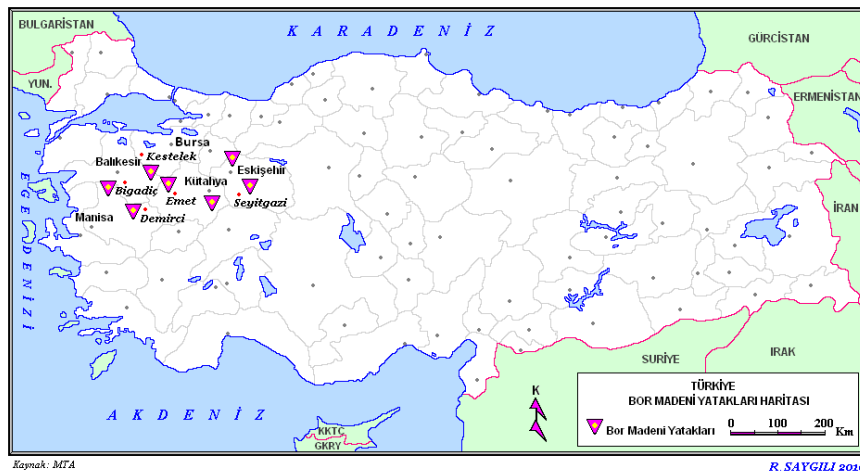 BULGARİSTAN
K A R A D E N İ Z
GÜRCİSTAN
YUN.
ERMENİSTAN
Bursa
Kestelek
Balıkesir
Eskişehir
Kütahya
Bigadiç
Emet
Seyitgazi
Demirci
Manisa
İRAN
E G E D E N İ Z İ
SURİYE
IRAK
A K D E N İ Z
KKTC
GKRY
K
TÜRKİYE
BOR MADENİ YATAKLARI HARİTASI
Bor Madeni Yatakları
0 100 200
Km
Kaynak: MTA
R. SAYGILI